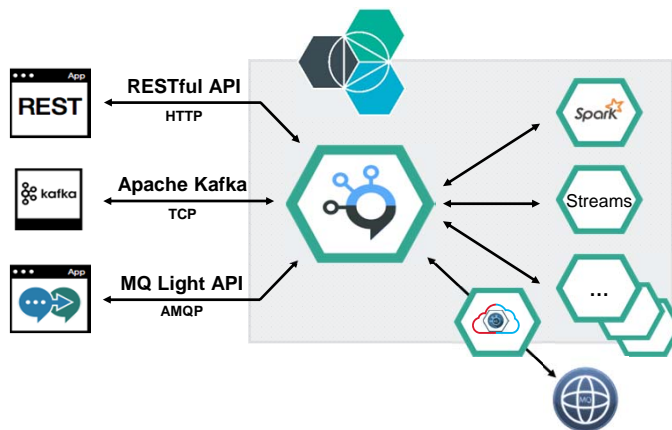 App
REST
RESTful API
HTTP
kafka
Apache Kafka
TCP
App
MQ Light API
AMQP
Spark
Streams
...
MQ